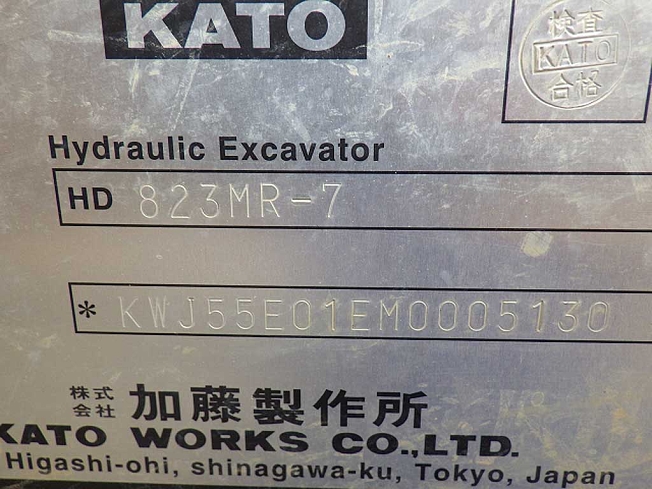 KATO
検査
KATO
合格
Hydraulic Excavator
HD 823MR-7
* KWJ55E01EM0005130
株式会社 加藤製作所
KATO WORKS CO.,LTD.
Higashi-ohi, shinagawa-ku, Tokyo, Japan